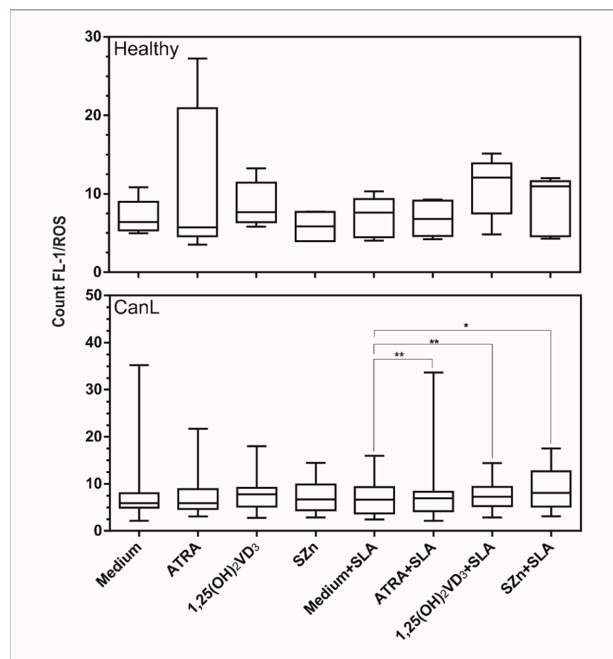 Count FL-1/ROS
30
Healthy
20
10
0
50
CanL
40
30
20
10
0
*
**
**
Medium
ATRA
1,25(OH)₂VD₃
SZn
Medium+SLA
ATRA+SLA
1,25(OH)₂VD₃+SLA
SZn+SLA